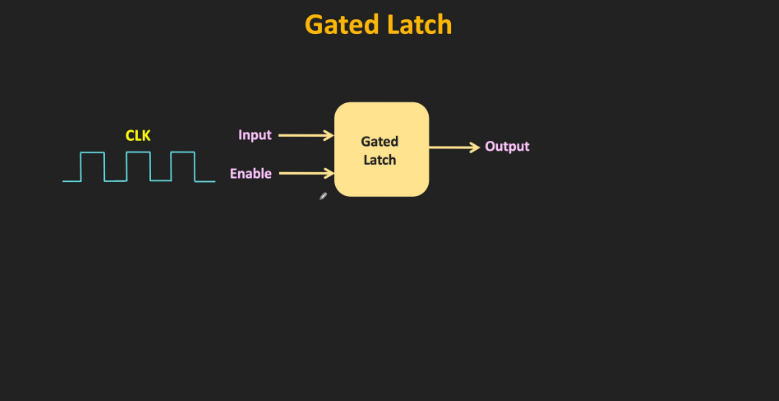 Gated Latch
CLK
Input
Enable
Gated
Latch
Output